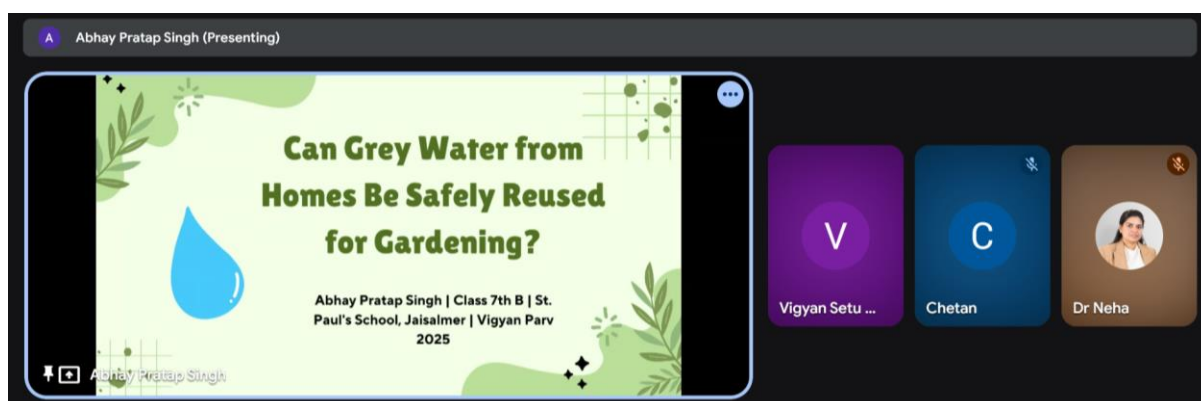 A Abhay Pratap Singh (Presenting)
Can Grey Water from
Homes Be Safely Reused
for Gardening?
Abhay Pratap Singh | Class 7th B | St.
Paul's School, Jaisalmer | Vigyan Parv
2025
Abhay Pratap Singh
V
Vigyan Setu ...
C
Chetan
Dr Neha